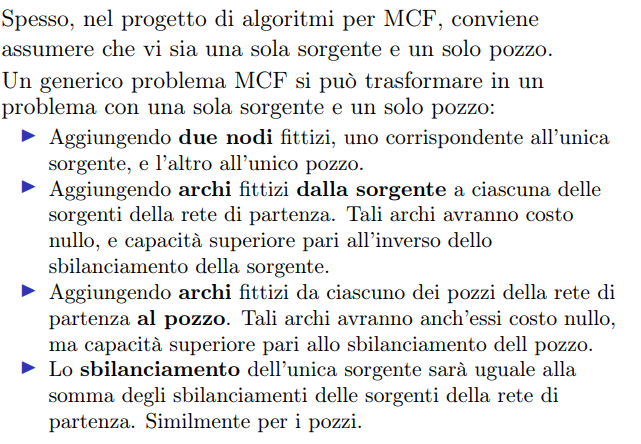 Spesso, nel progetto di algoritmi per MCF, conviene
assumere che vi sia una sola sorgente e un solo pozzo.
Un generico problema MCF si può trasformare in un
problema con una sola sorgente e un solo pozzo:
▶ Aggiungendo due nodi fittizi, uno corrispondente all'unica
sorgente, e l'altro all'unico pozzo.
▶ Aggiungendo archi fittizi dalla sorgente a ciascuna delle
sorgenti della rete di partenza. Tali archi avranno costo
nullo, e capacità superiore pari all'inverso dello
sbilanciamento della sorgente.
▶ Aggiungendo archi fittizi da ciascuno dei pozzi della rete di
partenza al pozzo. Tali archi avranno anch'essi costo nullo,
ma capacità superiore pari allo sbilanciamento dell pozzo.
▶ Lo sbilanciamento dell'unica sorgente sarà uguale alla
somma degli sbilanciamenti delle sorgenti della rete di
partenza. Similmente per i pozzi.